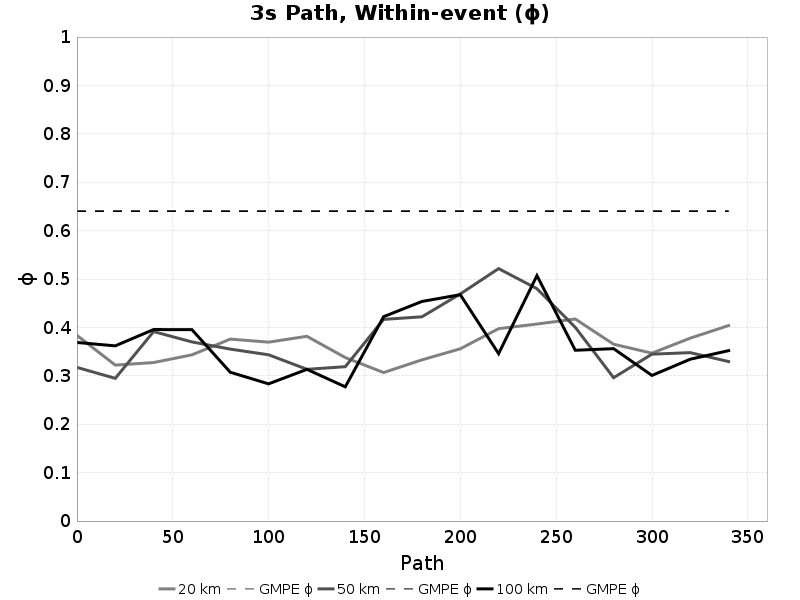 3s Path, Within-event (ϕ)
1
0.9
0.8
0.7
0.6
0.5
0.4
0.3
0.2
0.1
0
ϕ
0 50 100 150 200 250 300 350
Path
20 km GMPE ϕ 50 km GMPE ϕ 100 km GMPE ϕ